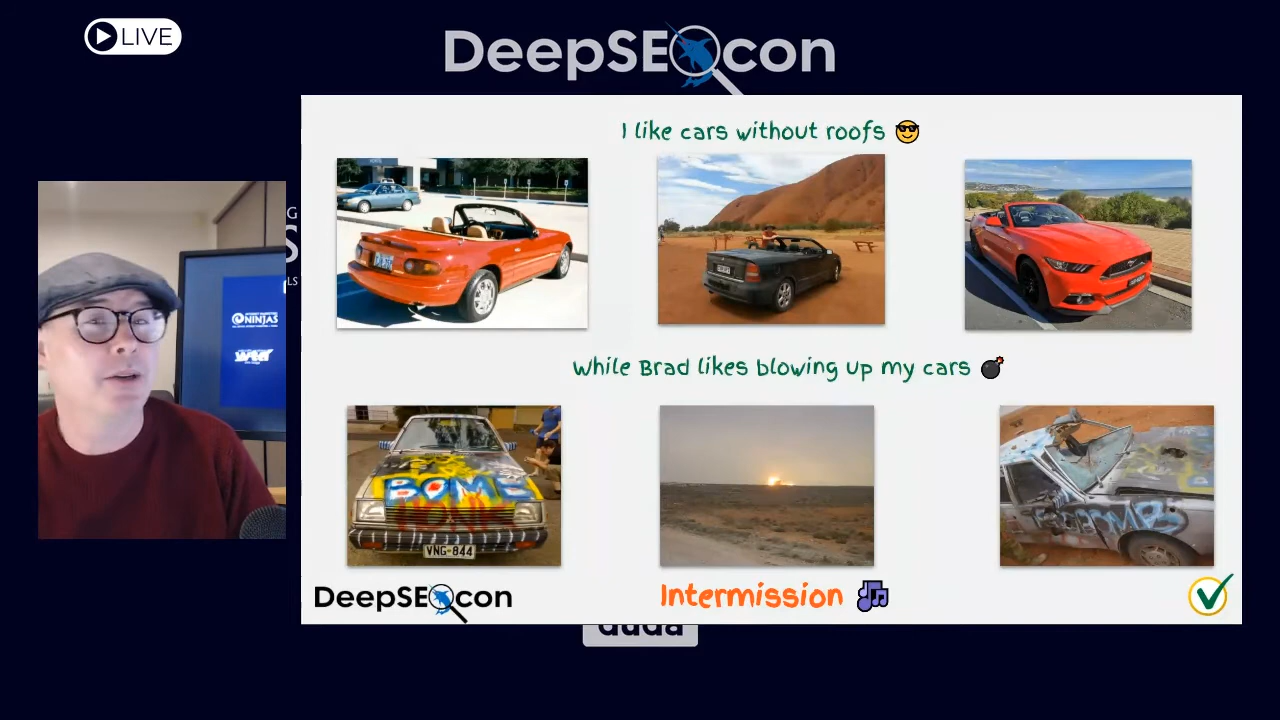 LIVE
DeepSEOcon
I like cars without roofs
While Brad likes blowing up my cars
NINJAS
BOMB
VNG-844
DeepSEOcon
Intermission
duda